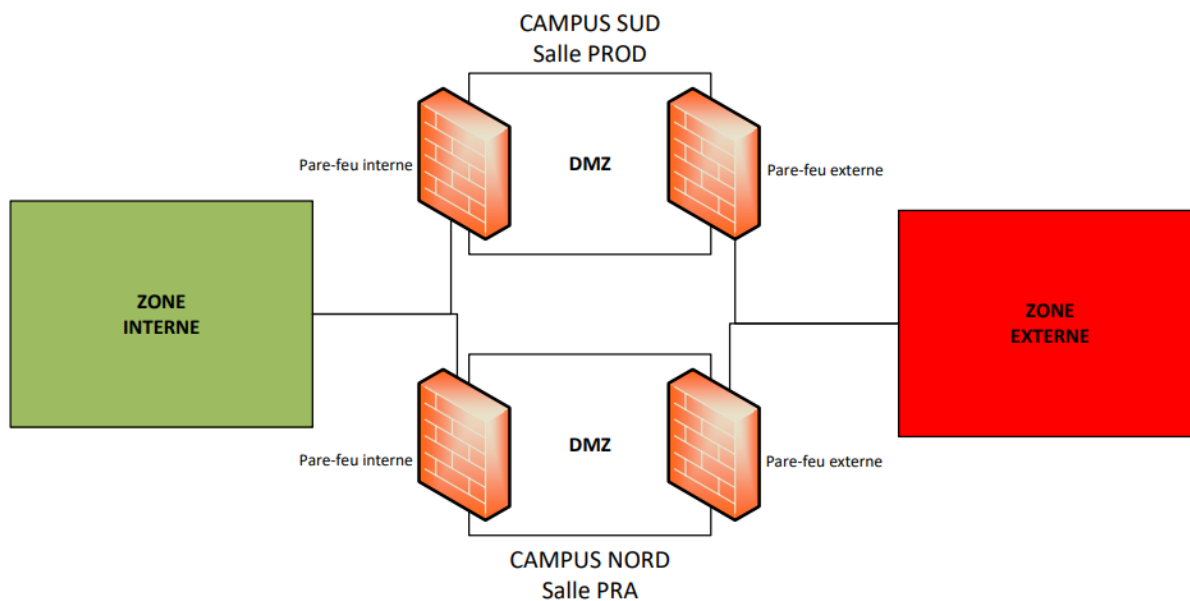 CAMPUS SUD
Salle PROD
Pare-feu interne
DMZ
Pare-feu externe
ZONE
INTERNE
ZONE
EXTERNE
Pare-feu interne
DMZ
Pare-feu externe
CAMPUS NORD
Salle PRA